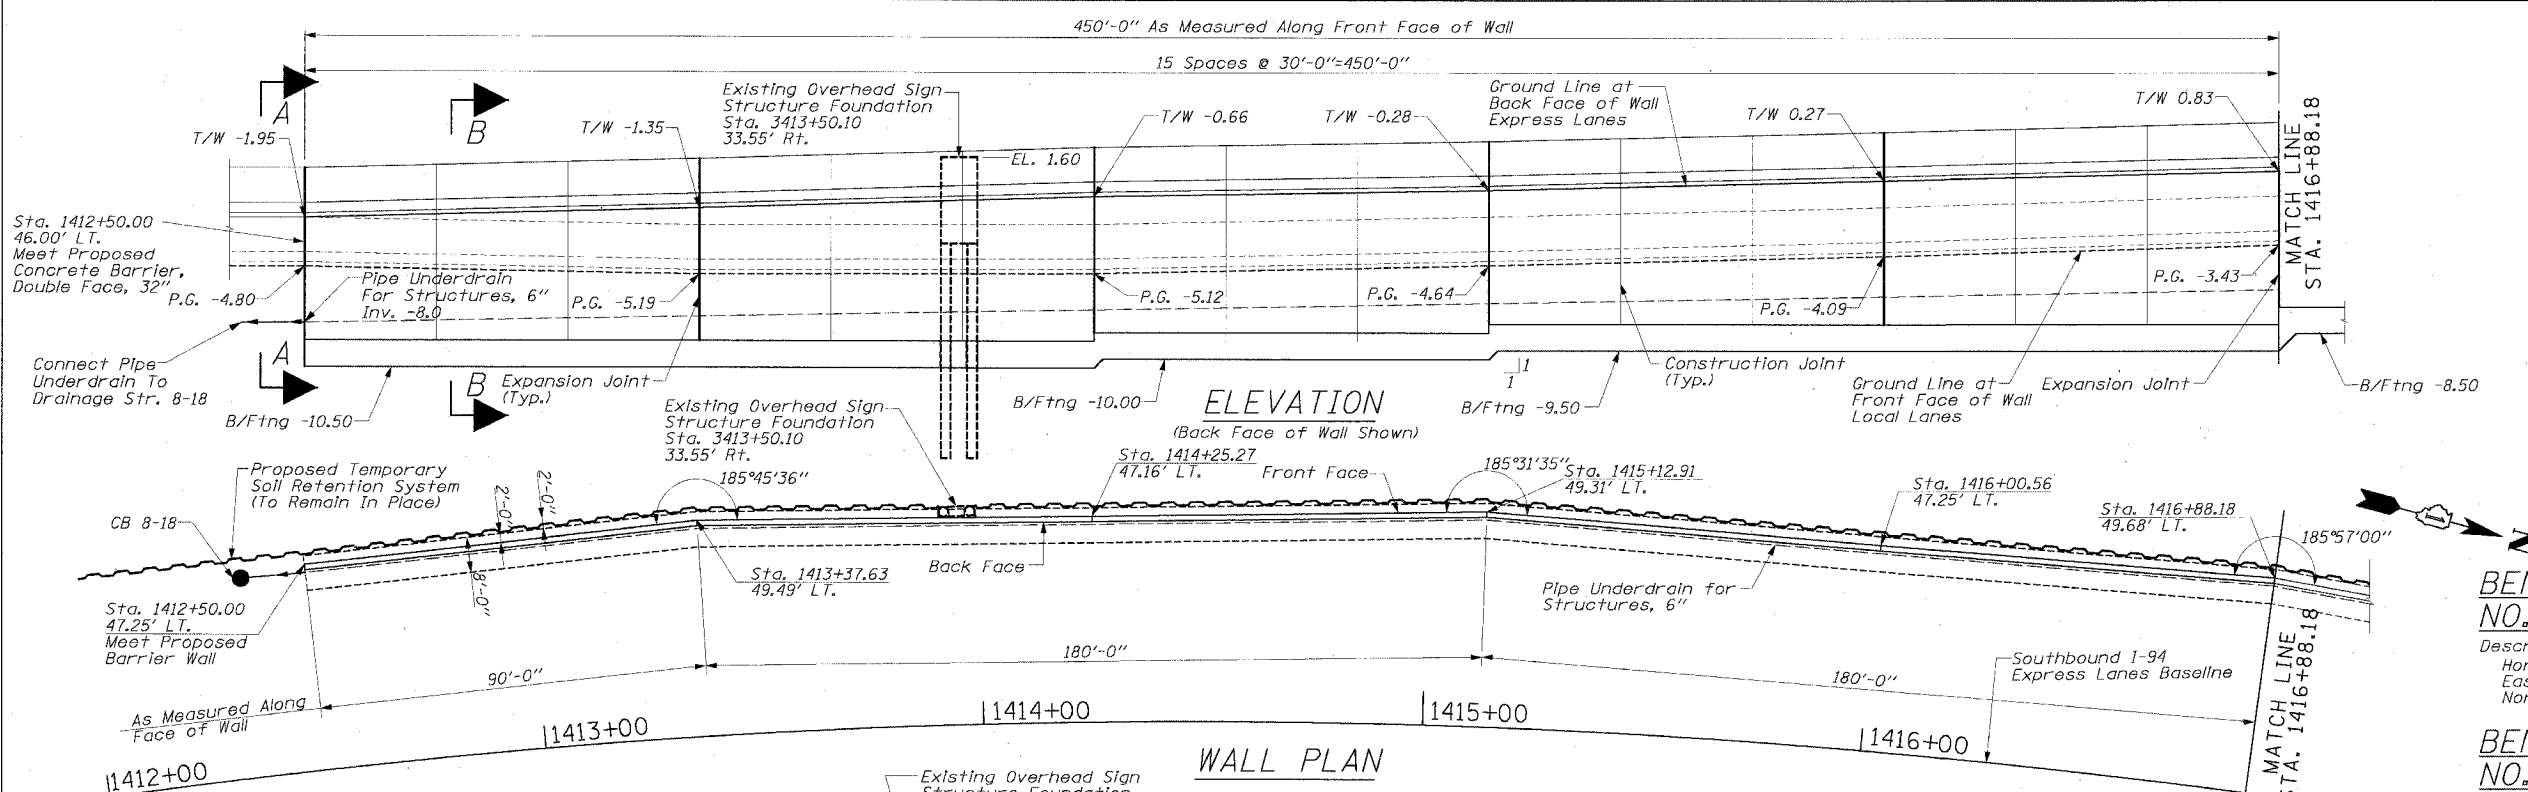 450'-0" As Measured Along Front Face of Wall
15 Spaces @ 30'-0"=450'-0"
A
B
T/W -1.95
T/W -1.35
Existing Overhead Sign
Structure Foundation
Sta. 3413+50.10
33.55' Rt.
EL. 1.60
T/W -0.66
T/W -0.28
Ground Line at
Back Face of Wall
Express Lanes
T/W 0.27
T/W 0.83
MATCH LINE
STA. 1416+88.18
Sta. 1412+50.00
46.00' LT.
Meet Proposed
Concrete Barrier,
Double Face, 32"
P.G. -4.80
Pipe Underdrain
For Structures, 6"
Inv. -8.0
P.G. -5.19
P.G. -5.12
P.G. -4.64
P.G. -4.09
P.G. -3.43
Connect Pipe
Underdrain To
Drainage Str. 8-18
A
B
Expansion Joint
(Typ.)
B/Ftng -10.50
B/Ftng -10.00
ELEVATION
(Back Face of Wall Shown)
1
1
B/Ftng -9.50
Construction Joint
(Typ.)
Ground Line at
Front Face of Wall
Local Lanes
Expansion Joint
B/Ftng -8.50
Existing Overhead Sign
Structure Foundation
Sta. 3413+50.10
33.55' Rt.
Proposed Temporary
Soil Retention System
(To Remain In Place)
CB 8-18
2'-0"
2'-0"
8'-0"
185°45'36"
Sta. 1414+25.27
47.16' LT.
Front Face
185°31'35"
Sta. 1415+12.91
49.31' LT.
Sta. 1416+00.56
47.25' LT.
Sta. 1416+88.18
49.68' LT.
185°57'00"
Sta. 1412+50.00
47.25' LT.
Meet Proposed
Barrier Wall
Sta. 1413+37.63
49.49' LT.
Back Face
Pipe Underdrain for
Structures, 6"
As Measured Along
Face of Wall
90'-0"
180'-0"
180'-0"
Southbound I-94
Express Lanes Baseline
MATCH LINE
STA. 1416+88.18
1412+00
1413+00
1414+00
1415+00
1416+00
WALL PLAN
Existing Overhead Sign
Structure Foundation
N
NO.
NO.